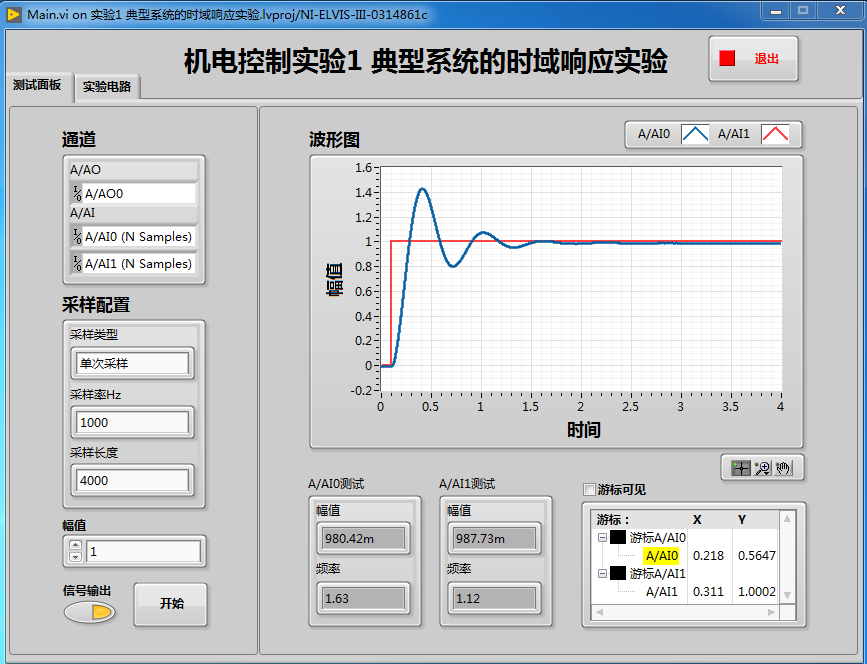 Main.vi on 实验1 典型系统的时域响应实验.lvproj/NI-ELVIS-III-0314861c
机电控制实验1 典型系统的时域响应实验
退出
测试面板
实验电路
通道
A/AO
A/AO0
A/AI
A/AI0 (N Samples)
A/AI1 (N Samples)
采样配置
采样类型
单次采样
采样率Hz
1000
采样长度
4000
幅值
1
信号输出
开始
波形图
A/AI0
A/AI1
1.6
1.4
1.2
1
0.8
0.6
0.4
0.2
0
-0.2
幅值
0 0.5 1 1.5 2 2.5 3 3.5 4
时间
A/AI0测试
幅值
980.42m
频率
1.63
A/AI1测试
幅值
987.73m
频率
1.12
游标可见
游标： X Y
游标A/AI0
A/AI0 0.218 0.5647
游标A/AI1
A/AI1 0.311 1.0002